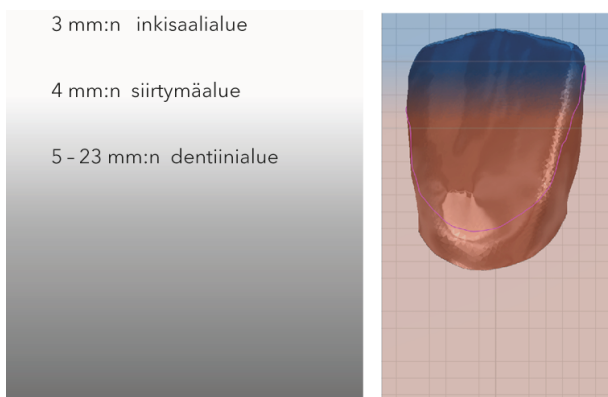 3 mm:n inkisaalialue
4 mm:n siirtymäalue
5 – 23 mm:n dentiinialue